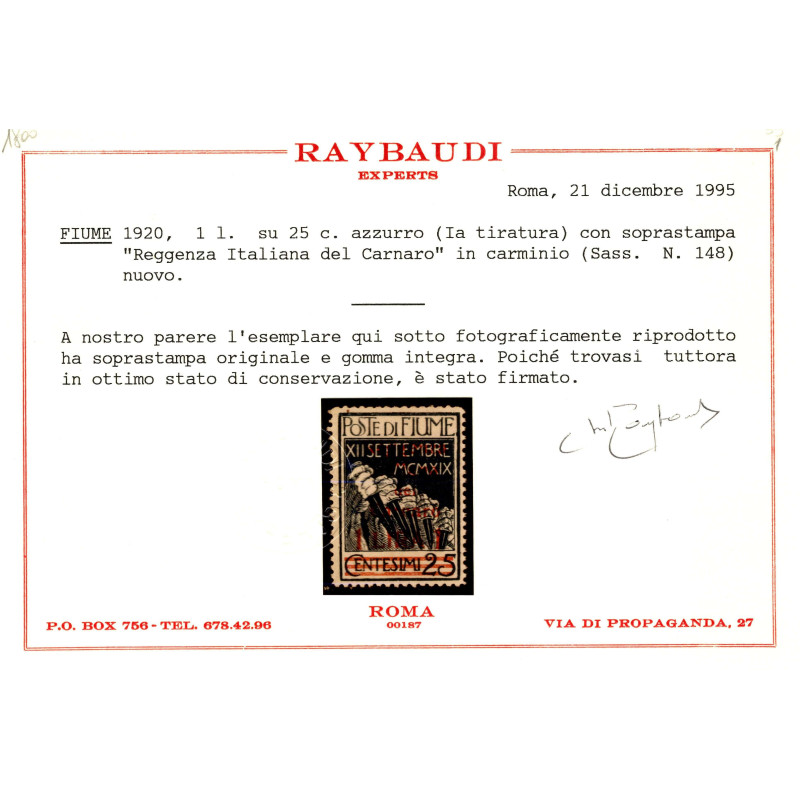 1800
RAYBAUDI
EXPERTS
Roma, 21 dicembre 1995
FIUME 1920, 1 l. su 25 c. azzurro (Ia tiratura) con soprastampa
"Reggenza Italiana del Carnaro" in carminio (Sass. N. 148)
nuovo.
A nostro parere l'esemplare qui sotto fotograficamente riprodotto
ha soprastampa originale e gomma integra. Poiché trovasi tuttora
in ottimo stato di conservazione, è stato firmato.
POSTE DI FIUME
XII SETTEMBRE
MCMXIX
CENTESIMI 25
ROMA
00187
P.O. BOX 756 - TEL. 678.42.96
VIA DI PROPAGANDA, 27